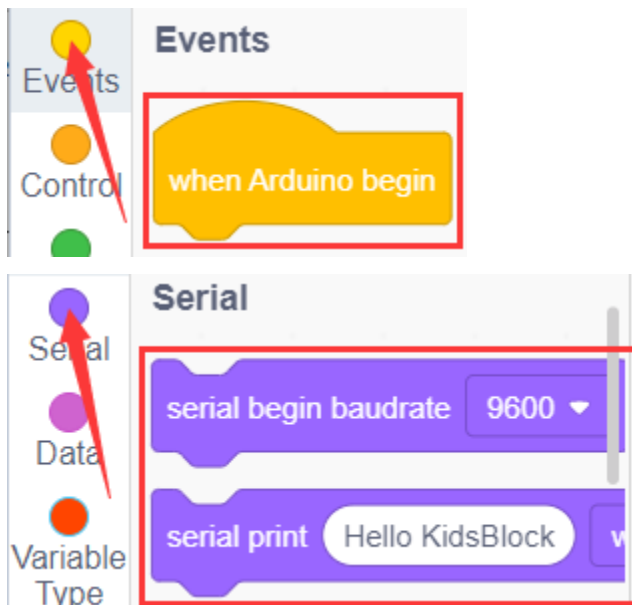 Events
Events
Control
when Arduino begin
Serial
Serial
serial begin baudrate 9600
Data
serial print Hello KidsBlock
Variable
Type